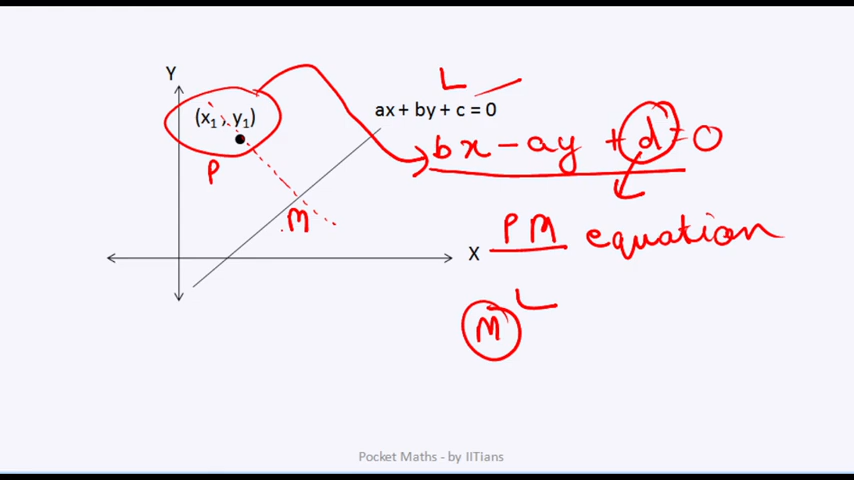 Y
L
(x₁, y₁)
ax + by + c = 0
bx - ay + d = 0
P
M
PM equation
X
M L
Pocket Maths - by IITians